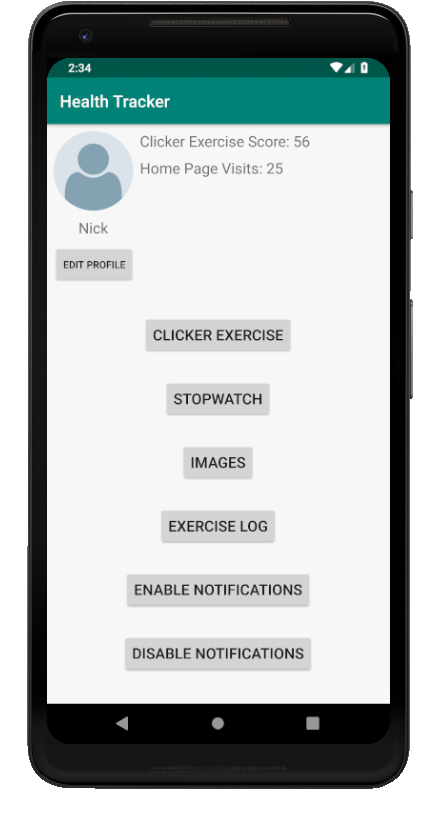 2:34
Health Tracker
Clicker Exercise Score: 56
Home Page Visits: 25
Nick
EDIT PROFILE
CLICKER EXERCISE
STOPWATCH
IMAGES
EXERCISE LOG
ENABLE NOTIFICATIONS
DISABLE NOTIFICATIONS